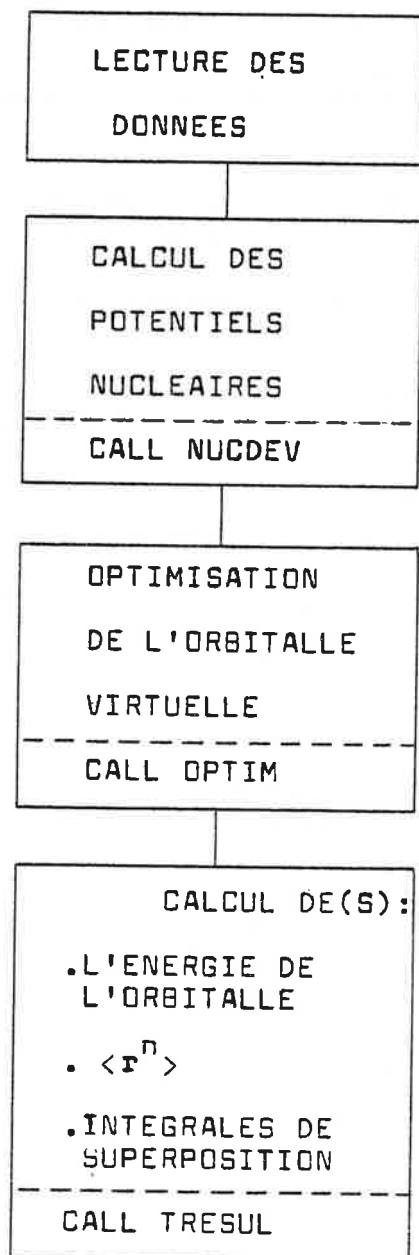 LECTURE DES
DONNEES
CALCUL DES
POTENTIELS
NUCLEAIRES
CALL NUCDEV
OPTIMISATION
DE L'ORBITALLE
VIRTUELLE
CALL OPTIM
CALCUL DE(S):
.L'ENERGIE DE
L'ORBITALLE
. <r^n>
.INTEGRALES DE
SUPERPOSITION
CALL TRESUL